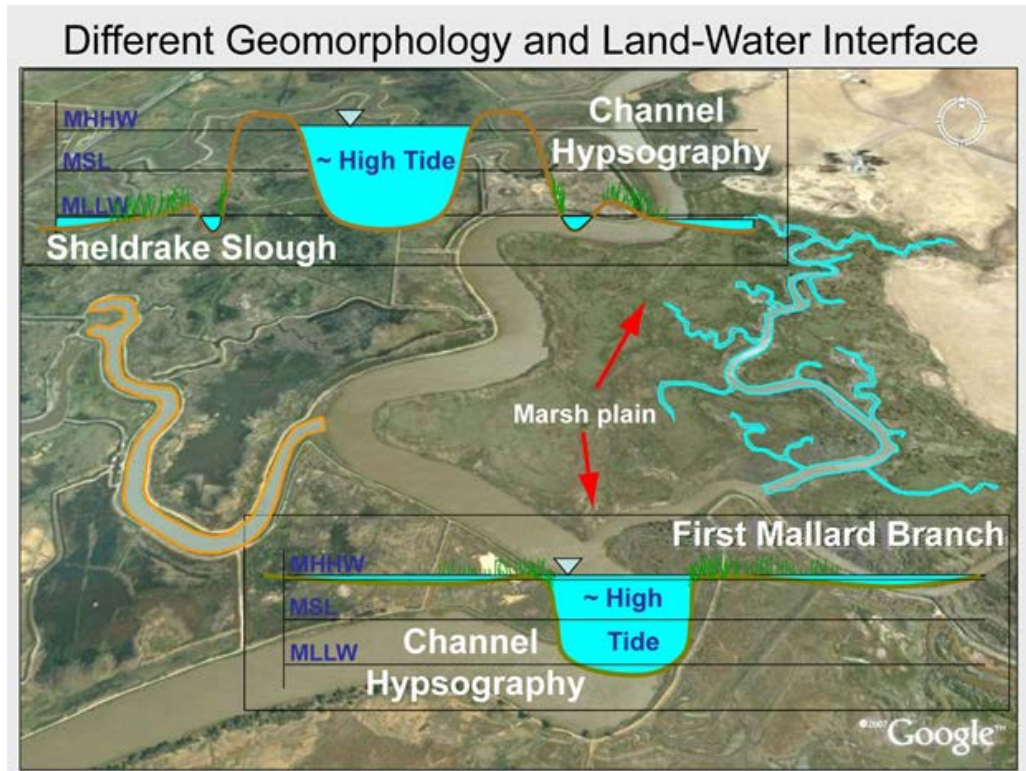 Different Geomorphology and Land-Water Interface
MHHW
MSL
MLLW
~ High Tide
Channel
Hypsography
Sheldrake Slough
Marsh plain
First Mallard Branch
MHHW
MSL
MLLW
~ High
Tide
Channel
Hypsography
©2007 Google™